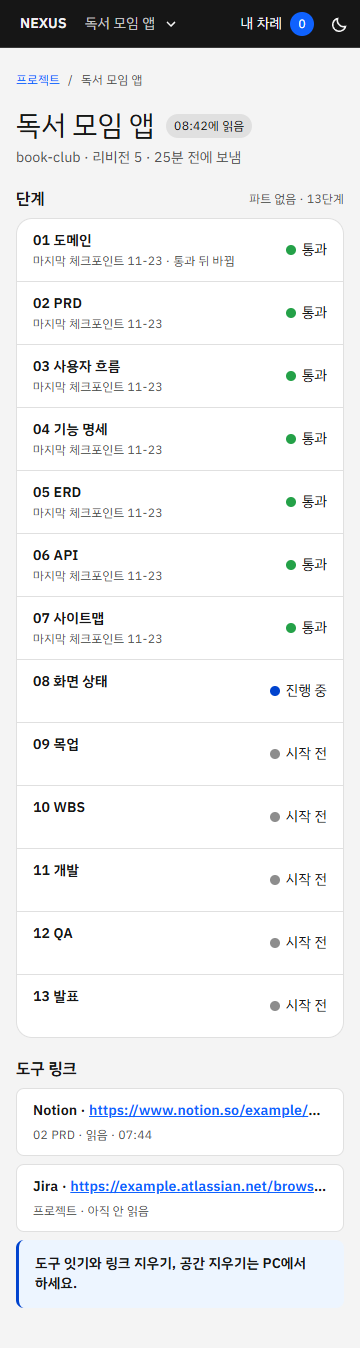 NEXUS 독서 모임 앱 내 차례 0
프로젝트 / 독서 모임 앱
독서 모임 앱 08:42에 읽음
book-club · 리비전 5 · 25분 전에 보냄
단계 파트 없음 · 13단계
01 도메인
마지막 체크포인트 11-23 · 통과 뒤 바뀜
통과
02 PRD
마지막 체크포인트 11-23
통과
03 사용자 흐름
마지막 체크포인트 11-23
통과
04 기능 명세
마지막 체크포인트 11-23
통과
05 ERD
마지막 체크포인트 11-23
통과
06 API
마지막 체크포인트 11-23
통과
07 사이트맵
마지막 체크포인트 11-23
통과
08 화면 상태
진행 중
09 목업
시작 전
10 WBS
시작 전
11 개발
시작 전
12 QA
시작 전
13 발표
시작 전
도구 링크
Notion · https://www.notion.so/example/...
02 PRD · 읽음 · 07:44
Jira · https://example.atlassian.net/brows...
프로젝트 · 아직 안 읽음
도구 잇기와 링크 지우기, 공간 지우기는 PC에서
하세요.